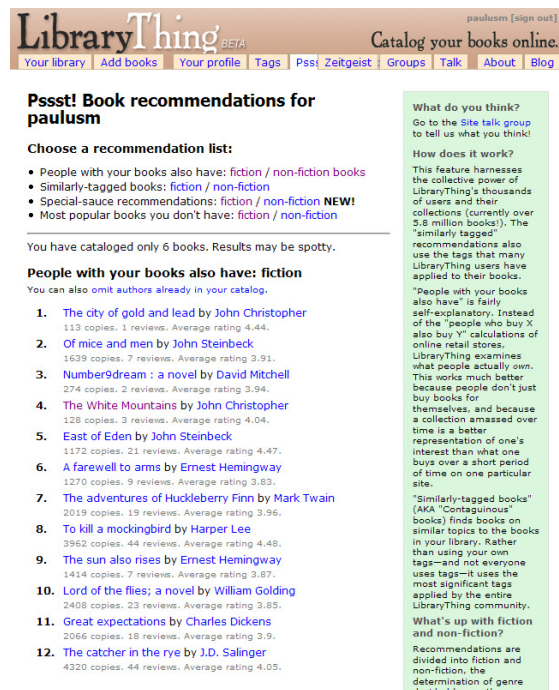 LibraryThing BETA
paulusm [sign out]
Catalog your books online.
Your library Add books Your profile Tags Pss Zeitgeist Groups Talk About Blog
Pssst! Book recommendations for
paulusm
Choose a recommendation list:
• People with your books also have: fiction / non-fiction books
• Similarly-tagged books: fiction / non-fiction
• Special-sauce recommendations: fiction / non-fiction NEW!
• Most popular books you don't have: fiction / non-fiction
You have cataloged only 6 books. Results may be spotty.
People with your books also have: fiction
You can also omit authors already in your catalog.
1. The city of gold and lead by John Christopher
113 copies. 1 reviews. Average rating 4.44.
2. Of mice and men by John Steinbeck
1639 copies. 7 reviews. Average rating 3.91.
3. Number9dream : a novel by David Mitchell
274 copies. 2 reviews. Average rating 3.94.
4. The White Mountains by John Christopher
128 copies. 3 reviews. Average rating 4.04.
5. East of Eden by John Steinbeck
1172 copies. 21 reviews. Average rating 4.47.
6. A farewell to arms by Ernest Hemingway
1270 copies. 9 reviews. Average rating 3.83.
7. The adventures of Huckleberry Finn by Mark Twain
2019 copies. 19 reviews. Average rating 3.96.
8. To kill a mockingbird by Harper Lee
3962 copies. 44 reviews. Average rating 4.48.
9. The sun also rises by Ernest Hemingway
1414 copies. 7 reviews. Average rating 3.87.
10. Lord of the flies; a novel by William Golding
2408 copies. 23 reviews. Average rating 3.85.
11. Great expectations by Charles Dickens
2066 copies. 18 reviews. Average rating 3.9.
12. The catcher in the rye by J.D. Salinger
4320 copies. 44 reviews. Average rating 4.05.
What do you think?
Go to the Site talk group
to tell us what you think!
How does it work?
This feature harnesses
the collective power of
LibraryThing's thousands
of users and their
collections (currently over
5.8 million books!). The
"similarly tagged"
recommendations also
use the tags that many
LibraryThing users have
applied to their books.
"People with your books
also have" is fairly
self-explanatory. Instead
of the "people who buy X
also buy Y" calculations of
online retail stores,
LibraryThing examines
what people actually own.
This works much better
because people don't just
buy books for
themselves, and because
a collection amassed over
time is a better
representation of one's
interest than what one
buys over a short period
of time on one particular
site.
"Similarly-tagged books"
(AKA "Contaguinous"
books) finds books on
similar topics to the books
in your library. Rather
than using your own
tags—and not everyone
uses tags—it uses the
most significant tags
applied by the entire
LibraryThing community.
What's up with fiction
and non-fiction?
Recommendations are
divided into fiction and
non-fiction, the
determination of genre